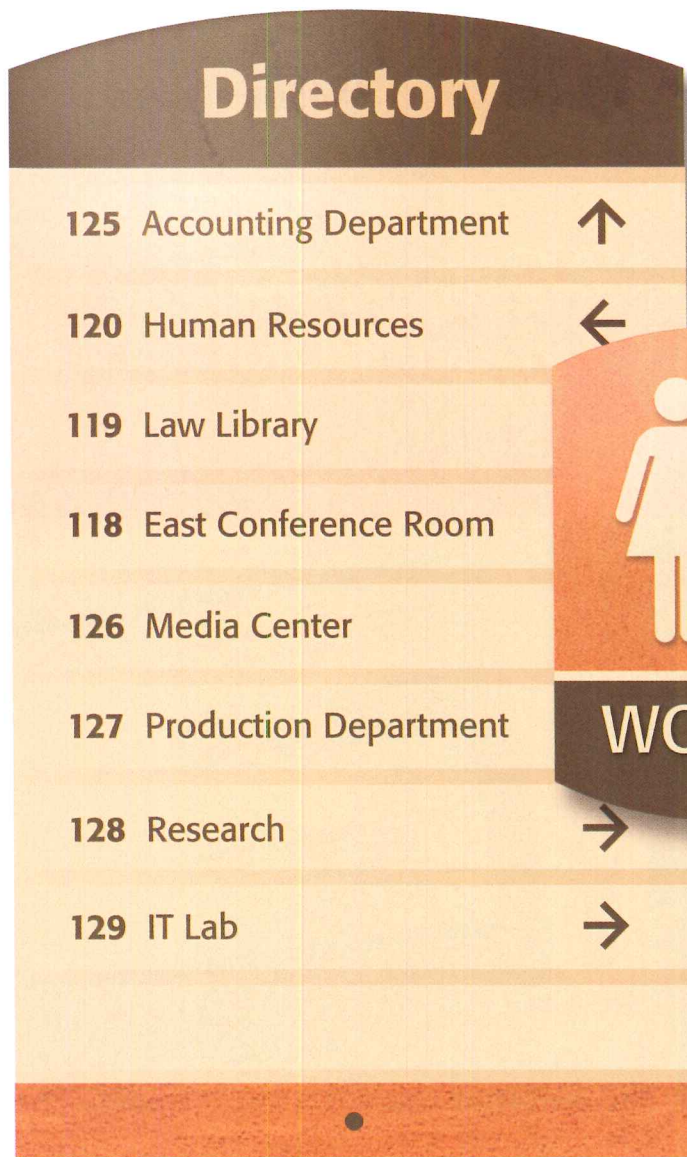 Directory
125 Accounting Department ↑
120 Human Resources ←
119 Law Library
118 East Conference Room
126 Media Center
127 Production Department
128 Research →
129 IT Lab →
WO